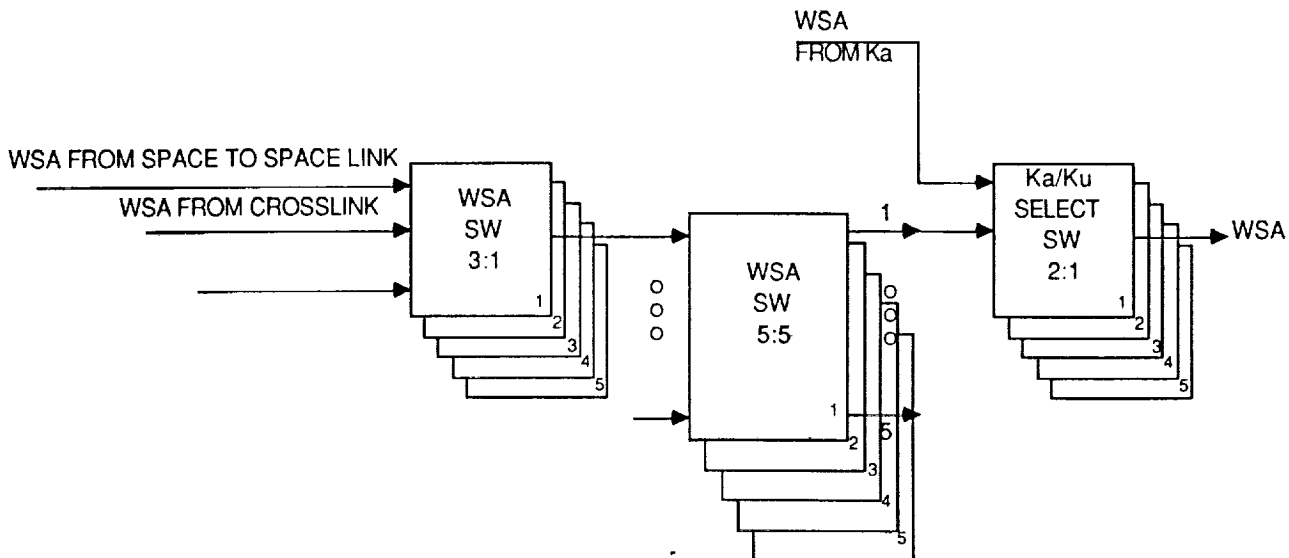 WSA
FROM Ka
WSA FROM SPACE TO SPACE LINK
WSA FROM CROSSLINK
WSA
SW
3:1
1
2
3
4
5
WSA
SW
5:5
1
2
3
4
5
1
5
Ka/Ku
SELECT
SW
2:1
1
2
3
4
5
WSA